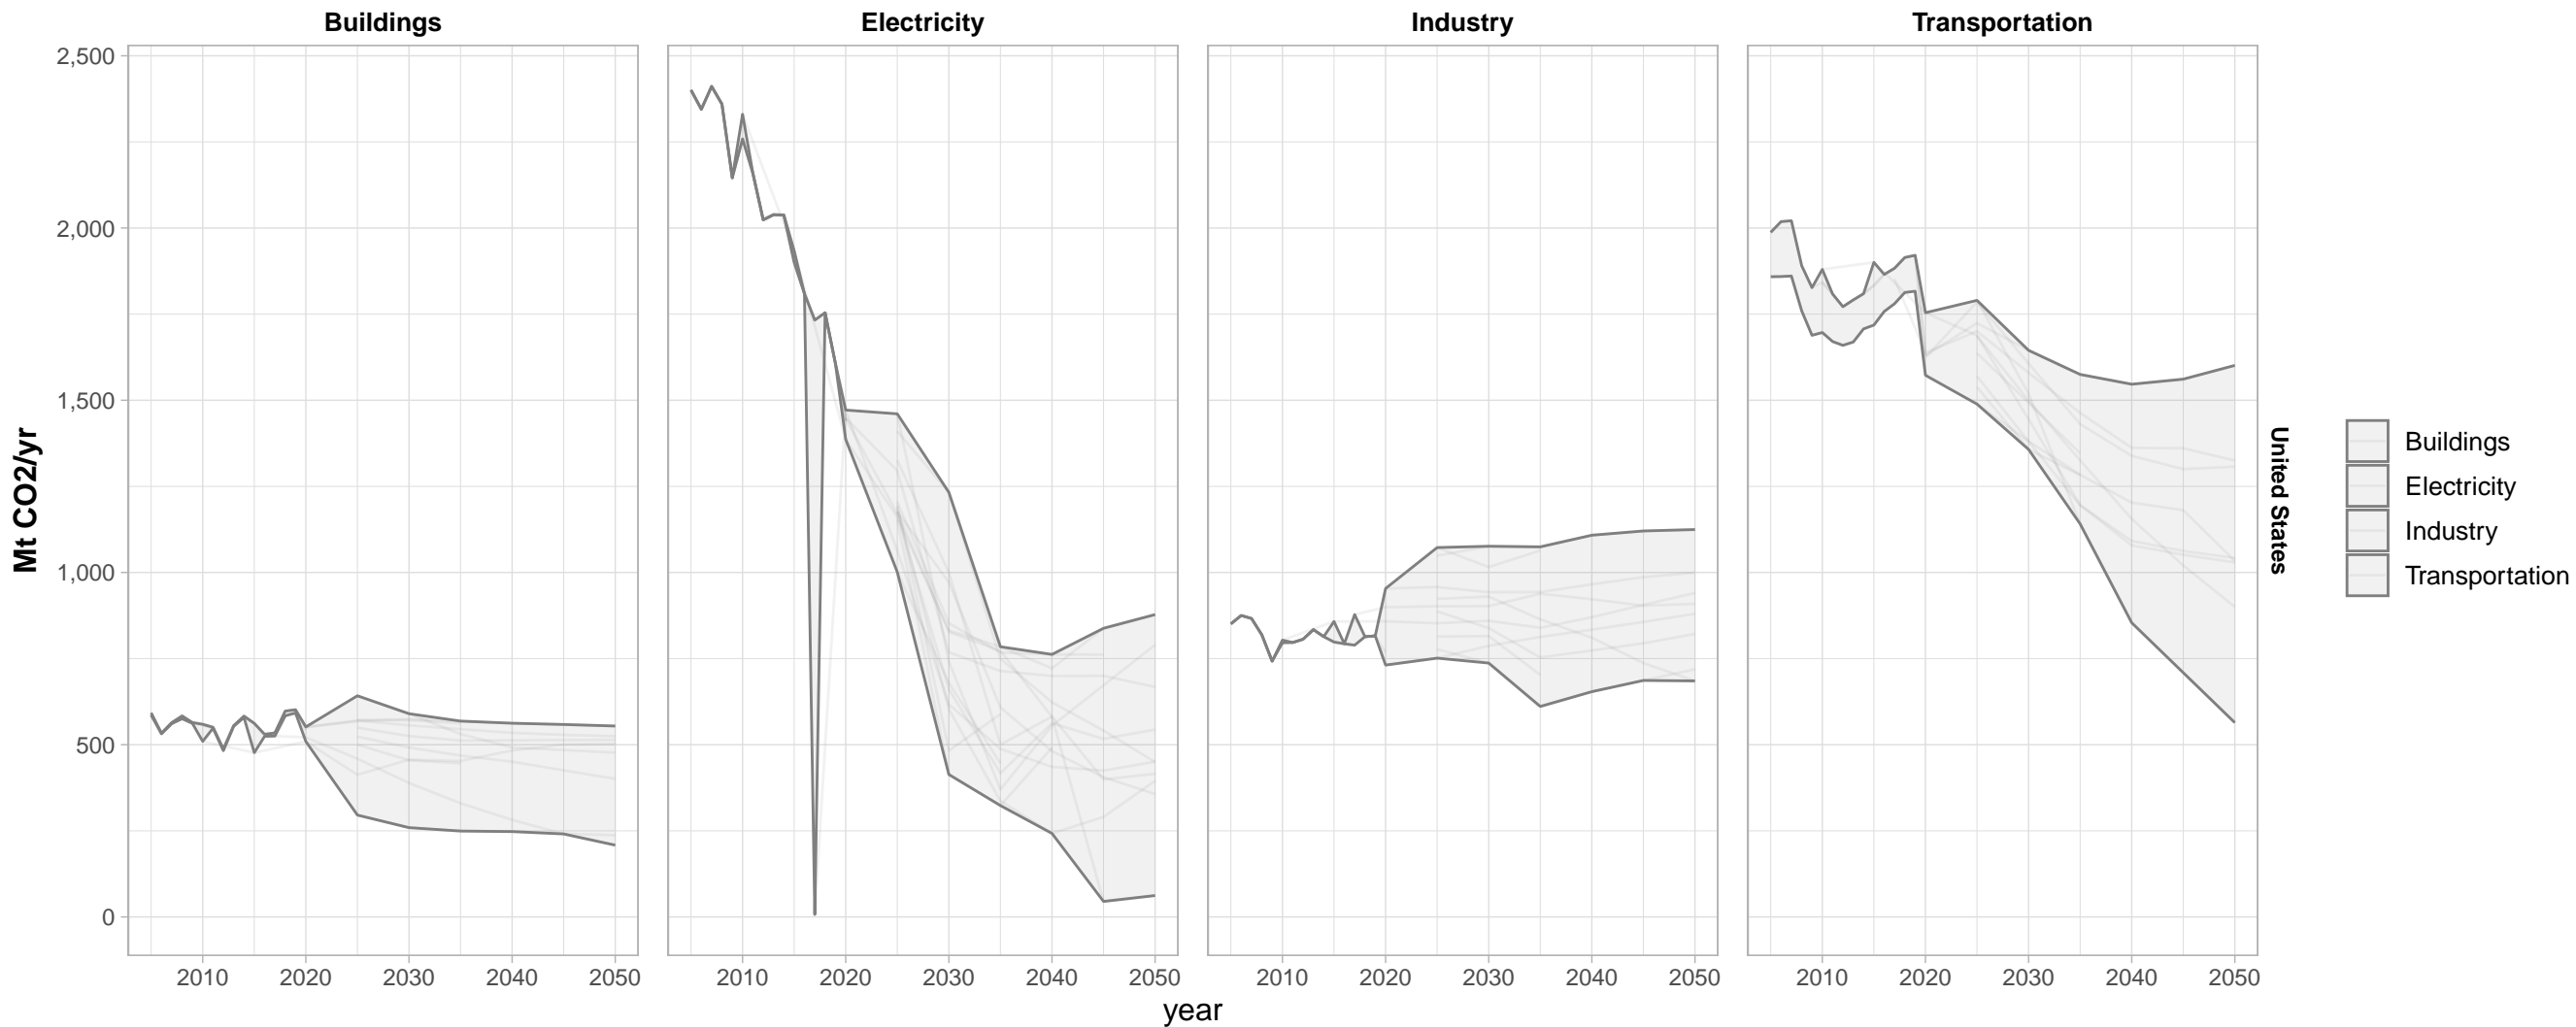 Buildings
Electricity
Industry
Transportation
2,500
2,000
1,500
1,000
500
0
Mt CO2/yr
2010 2020 2030 2040 2050
2010 2020 2030 2040 2050
2010 2020 2030 2040 2050
2010 2020 2030 2040 2050
year
United States
Buildings
Electricity
Industry
Transportation